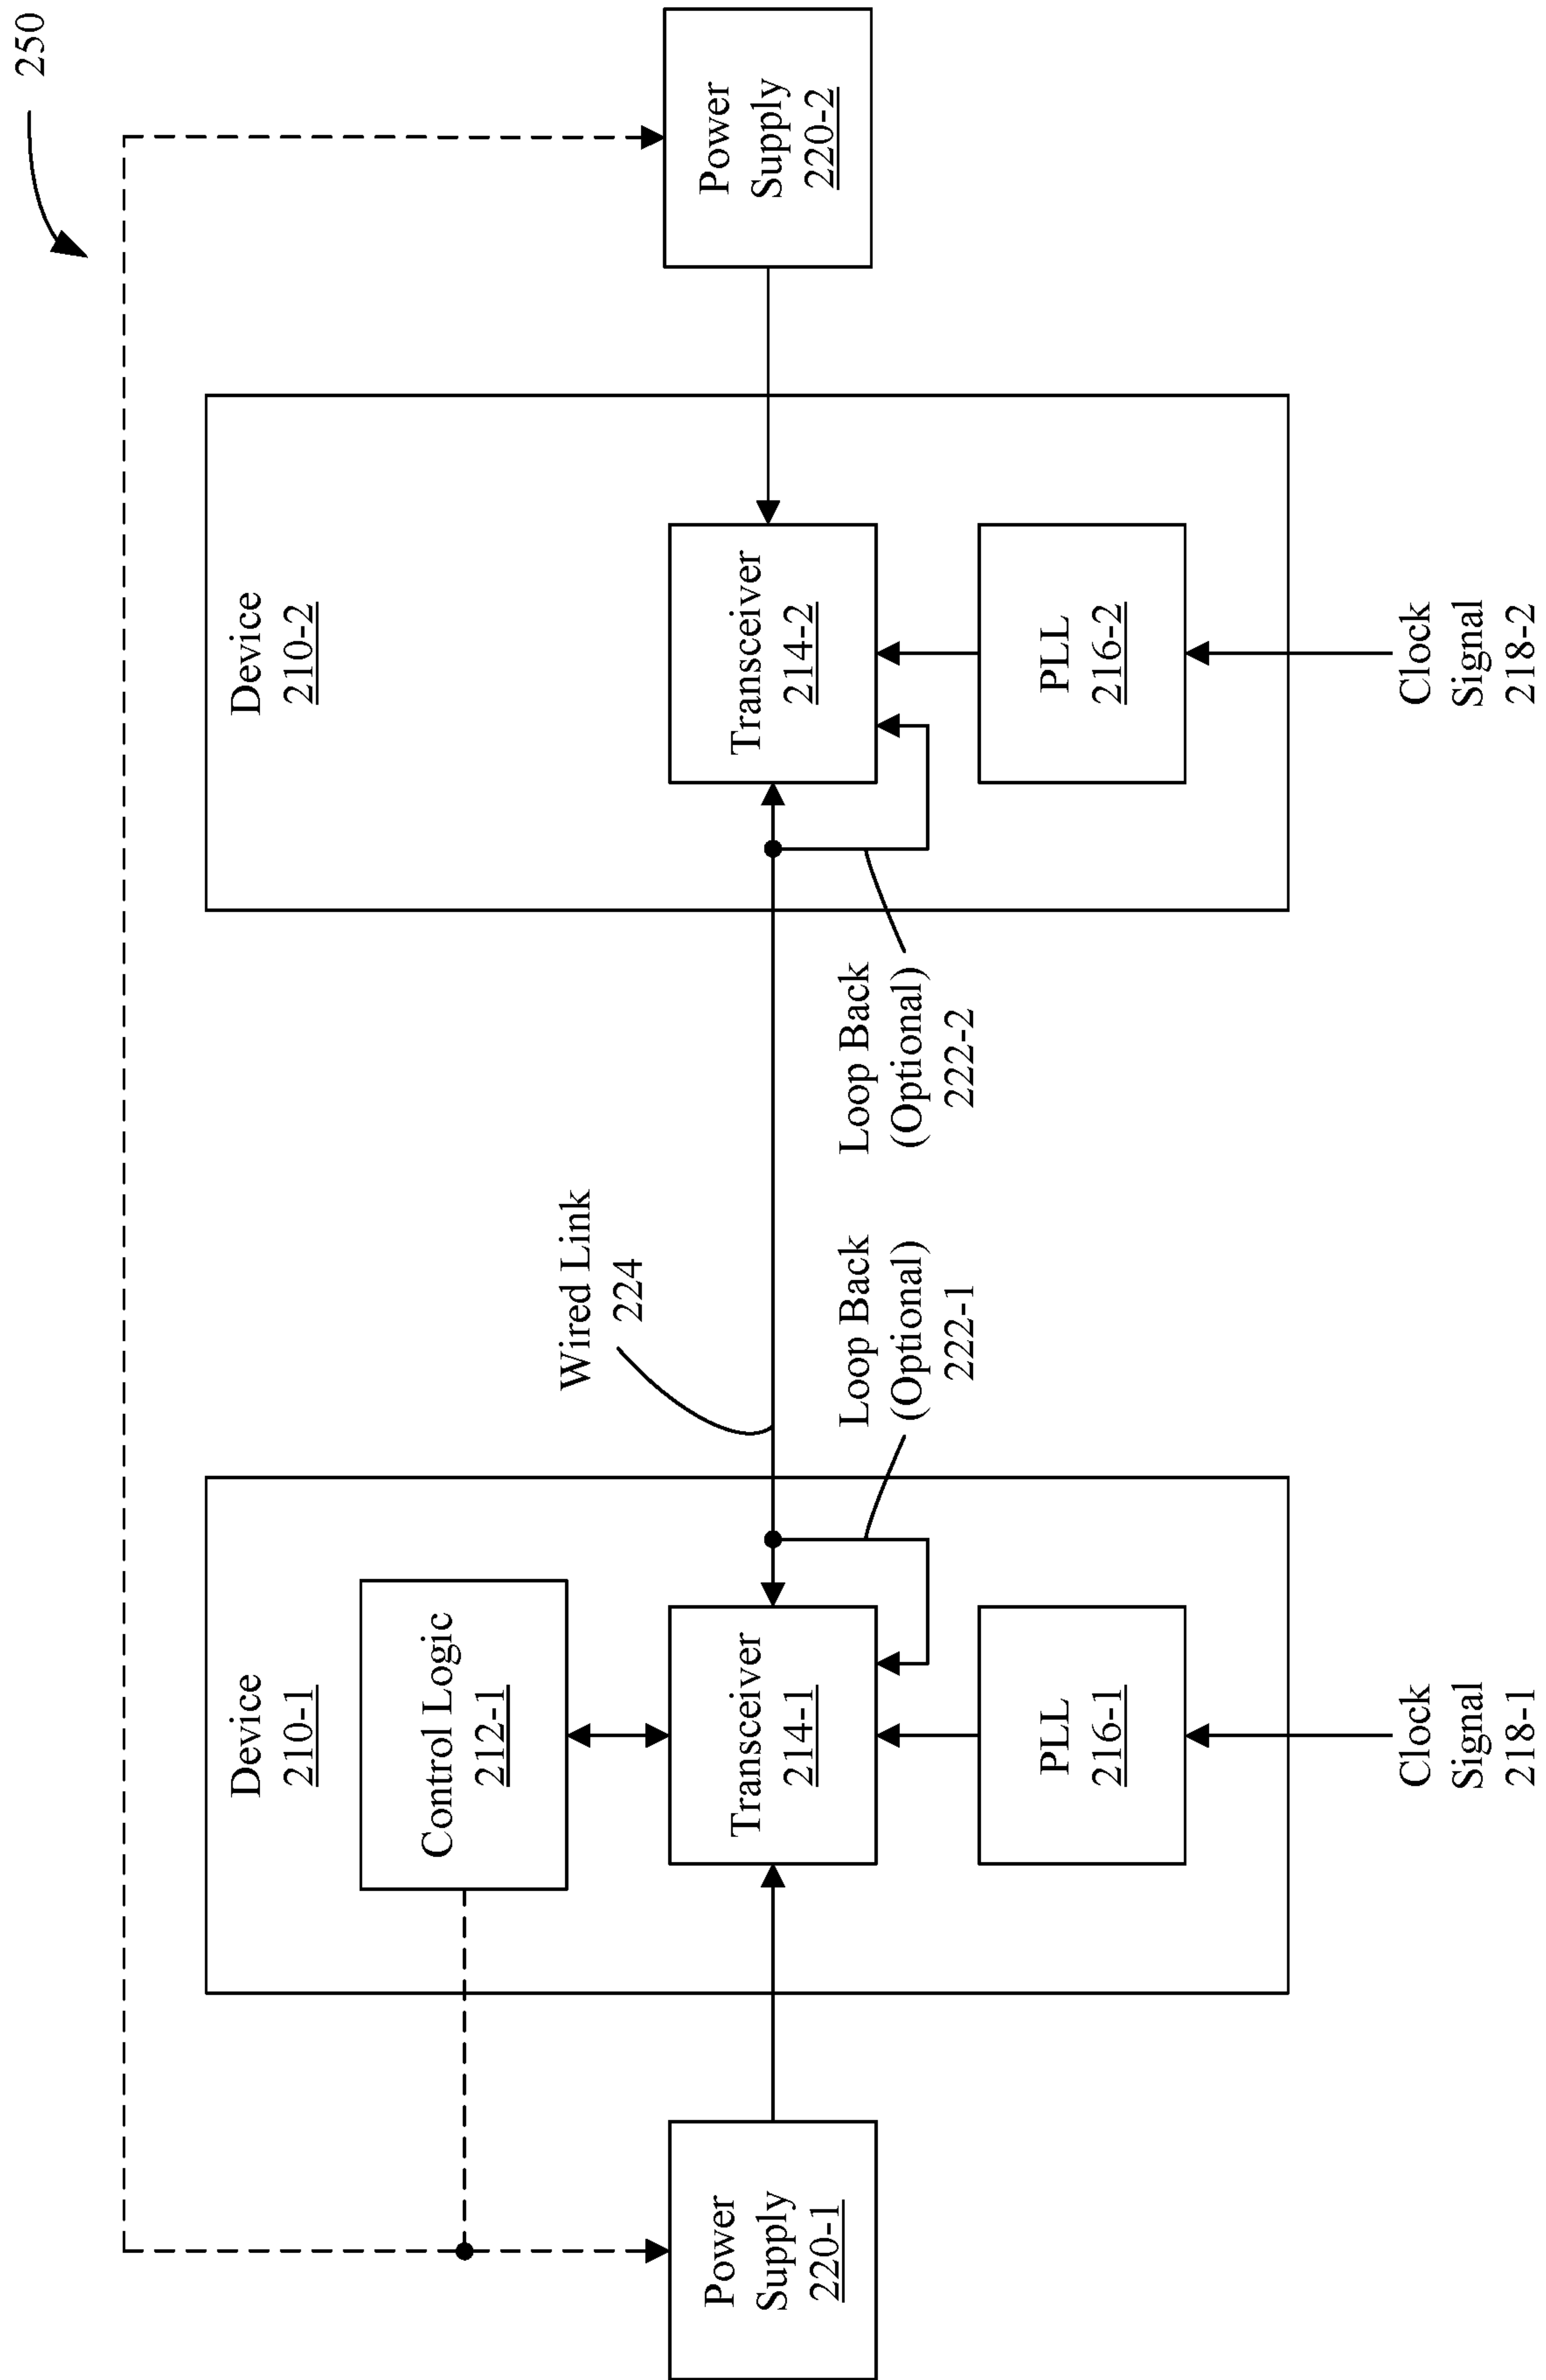 250
Device
210-1
Control Logic
212-1
Device
210-2
Wired Link
224
Power
Supply
220-1
Transceiver
214-1
Transceiver
214-2
Power
Supply
220-2
Loop Back
(Optional)
222-1
Loop Back
(Optional)
222-2
PLL
216-1
PLL
216-2
Clock
Signal
218-1
Clock
Signal
218-2